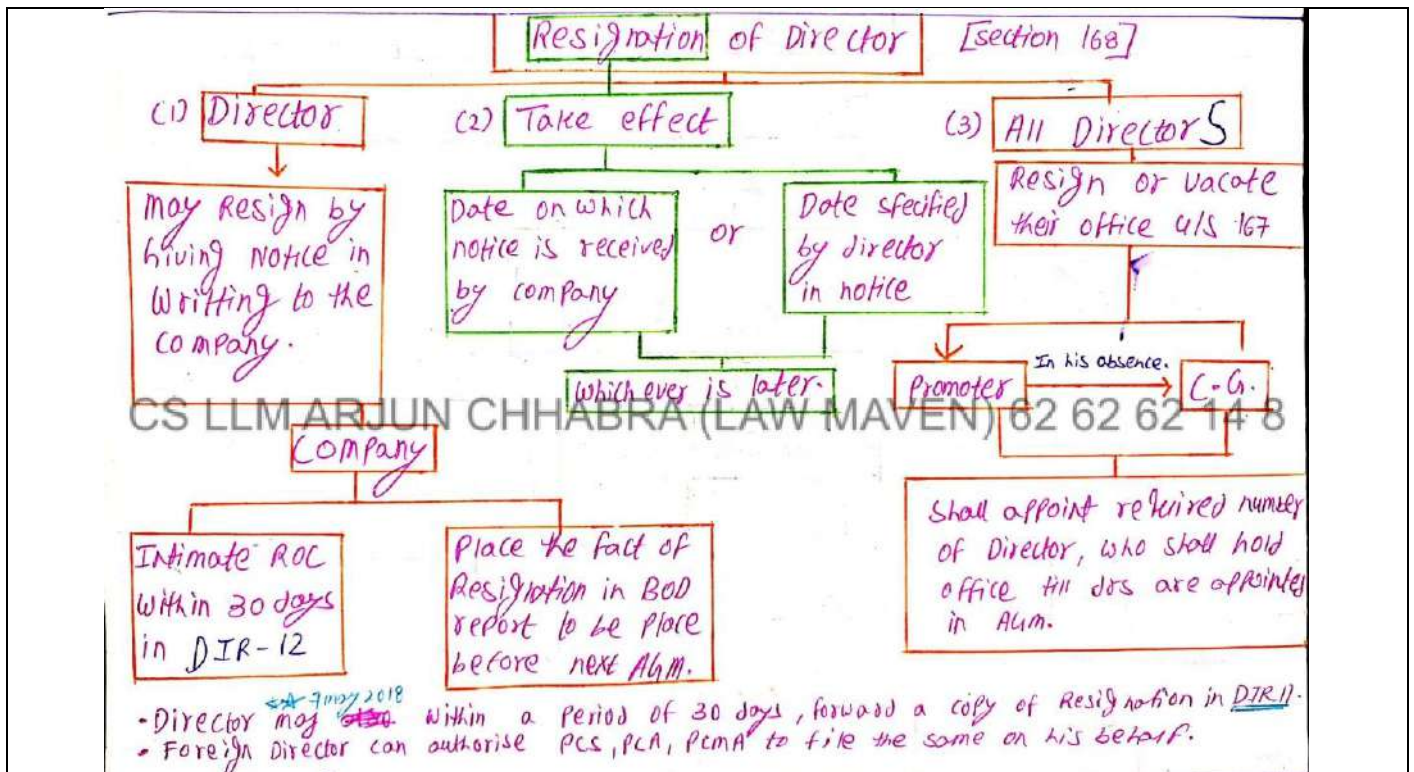 Resignation of Director [section 168]
(1) Director
May Resign by
Giving Notice in
Writting to the
Company.
Company
Intimate ROC
within 30 days
in DIR-12
Place the fact of
Resignation in BOD
report to be place
before next AGM.
(2) Take effect
Date on which
notice is received
by company
or
Date specified
by director
in notice
Whichever is later.
(3) All Directors
Resign or vacate
their office u/s 167
Promoter
In his absence.
C.G.
Shall appoint required number
of Director, who shall hold
office till drs are appointe
in AGM.
CS LLM ARJUN CHHABRA (LAW MAVEN) 62 62 62 14 8
7 may 2018
• Director may within a period of 30 days, forward a copy of Resignation in DIR11.
• Foreign Director can authorise PCS, PCA, PCMA to file the same on his behalf.